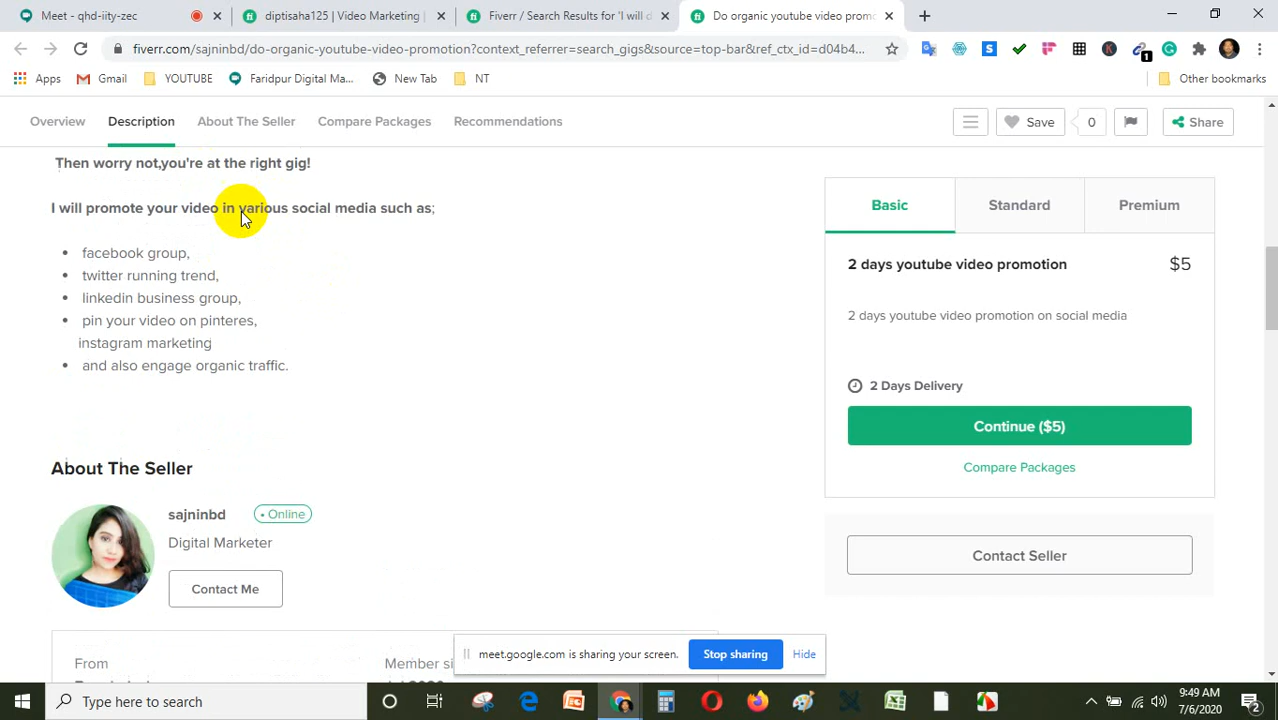 Meet - qhd-iity-zec
diptisaha125 | Video Marketing |
Fiverr / Search Results for 'I will d
Do organic youtube video prom
fiverr.com/sajninbd/do-organic-youtube-video-promotion?context_referrer=search_gigs&source=top-bar&ref_ctx_id=d04b4...
1
Apps
Gmail
YOUTUBE
Faridpur Digital Ma...
New Tab
NT
Other bookmarks
Overview
Description
About The Seller
Compare Packages
Recommendations
Save
0
Share
Then worry not,you're at the right gig!
I will promote your video in various social media such as;
• facebook group,
• twitter running trend,
• linkedin business group,
• pin your video on pinteres,
instagram marketing
• and also engage organic traffic.
About The Seller
sajninbd
• Online
Digital Marketer
Contact Me
From
Member si
Basic
Standard
Premium
2 days youtube video promotion
$5
2 days youtube video promotion on social media
2 Days Delivery
Continue ($5)
Compare Packages
Contact Seller
meet.google.com is sharing your screen.
Stop sharing
Hide
Type here to search
9:49 AM
7/6/2020
2